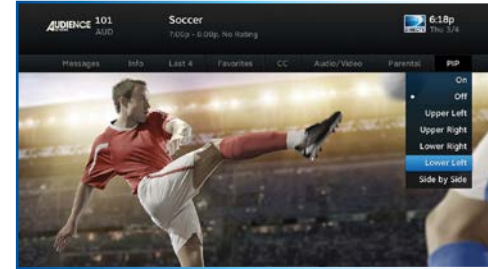 AUDIENCE 101
AUD
Soccer
7:00p - 8:00p, No Rating
DIRECTV
6:18p
Thu 3/4
Messages Info Last 4 Favorites CC Audio/Video Parental PIP
On
Off
Upper Left
Upper Right
Lower Right
Lower Left
Side by Side